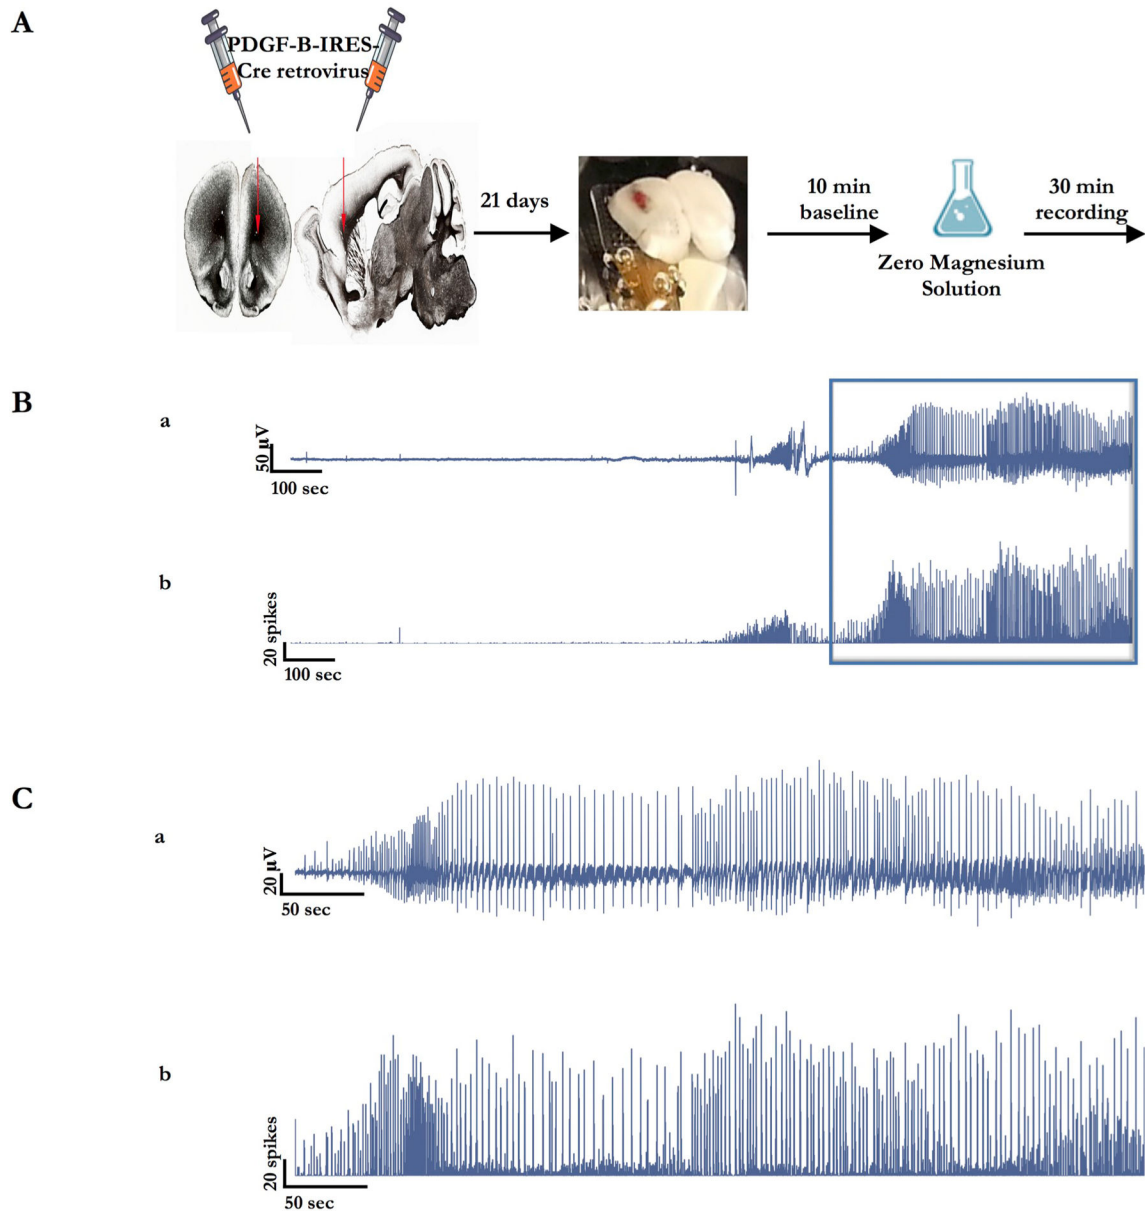 A
PDGF-B-IRES-
Cre retrovirus
21 days
10 min
baseline
Zero Magnesium
Solution
30 min
recording
B
a
50 µV
100 sec
b
20 spikes
100 sec
C
a
20 µV
50 sec
b
20 spikes
50 sec